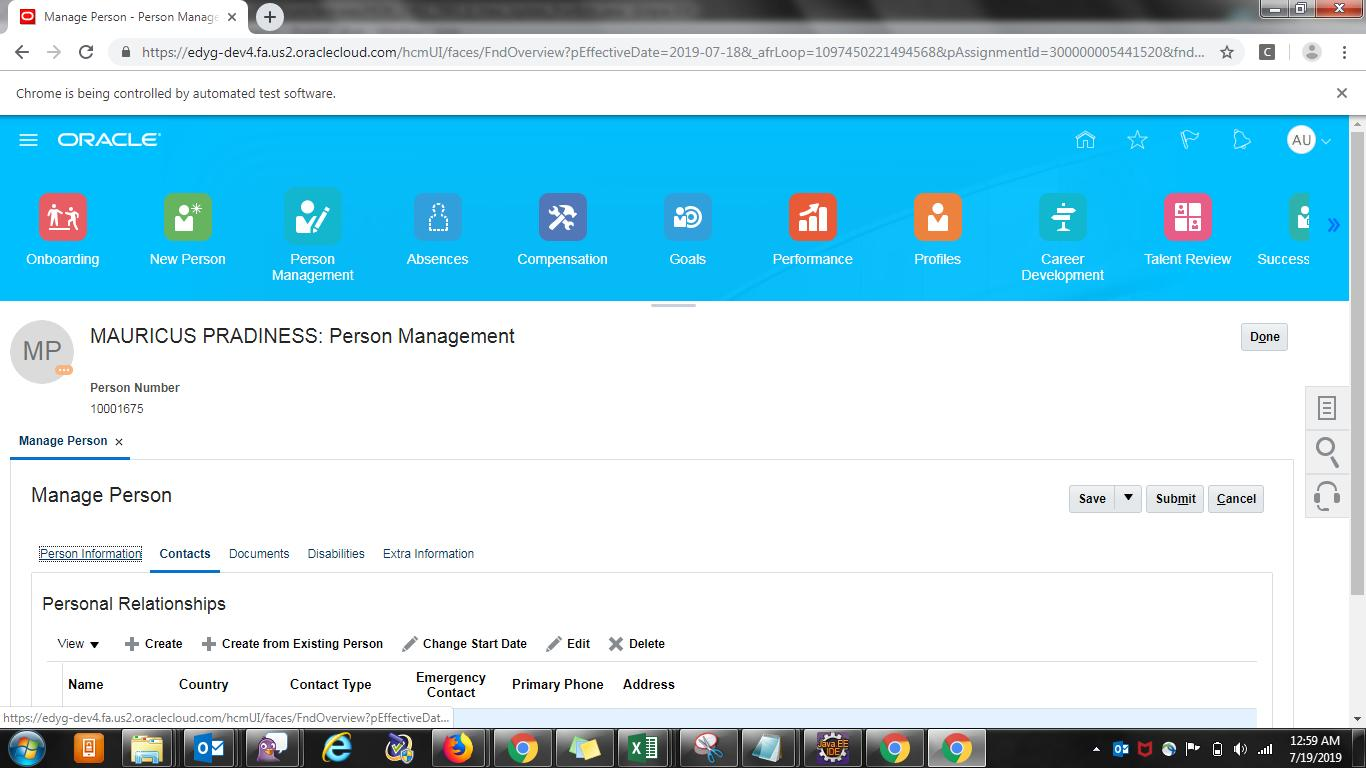 Manage Person - Person Manage
https://edyg-dev4.fa.us2.oraclecloud.com/hcmUI/faces/FndOverview?pEffectiveDate=2019-07-18&_afrLoop=1097450221494568&pAssignmentId=300000005441520&fnd...
C
Chrome is being controlled by automated test software.
ORACLE
AU
Onboarding
New Person
Person Management
Absences
Compensation
Goals
Performance
Profiles
Career Development
Talent Review
Success
MP
MAURICUS PRADINESS: Person Management
Done
Person Number
10001675
Manage Person
Manage Person
Save
Submit
Cancel
Person Information
Contacts
Documents
Disabilities
Extra Information
Personal Relationships
View
Create
Create from Existing Person
Change Start Date
Edit
Delete
Name
Country
Contact Type
Emergency Contact
Primary Phone
Address
https://edyg-dev4.fa.us2.oraclecloud.com/hcmUI/faces/FndOverview?pEffectiveDat...
Java EE
IDE
12:59 AM
7/19/2019